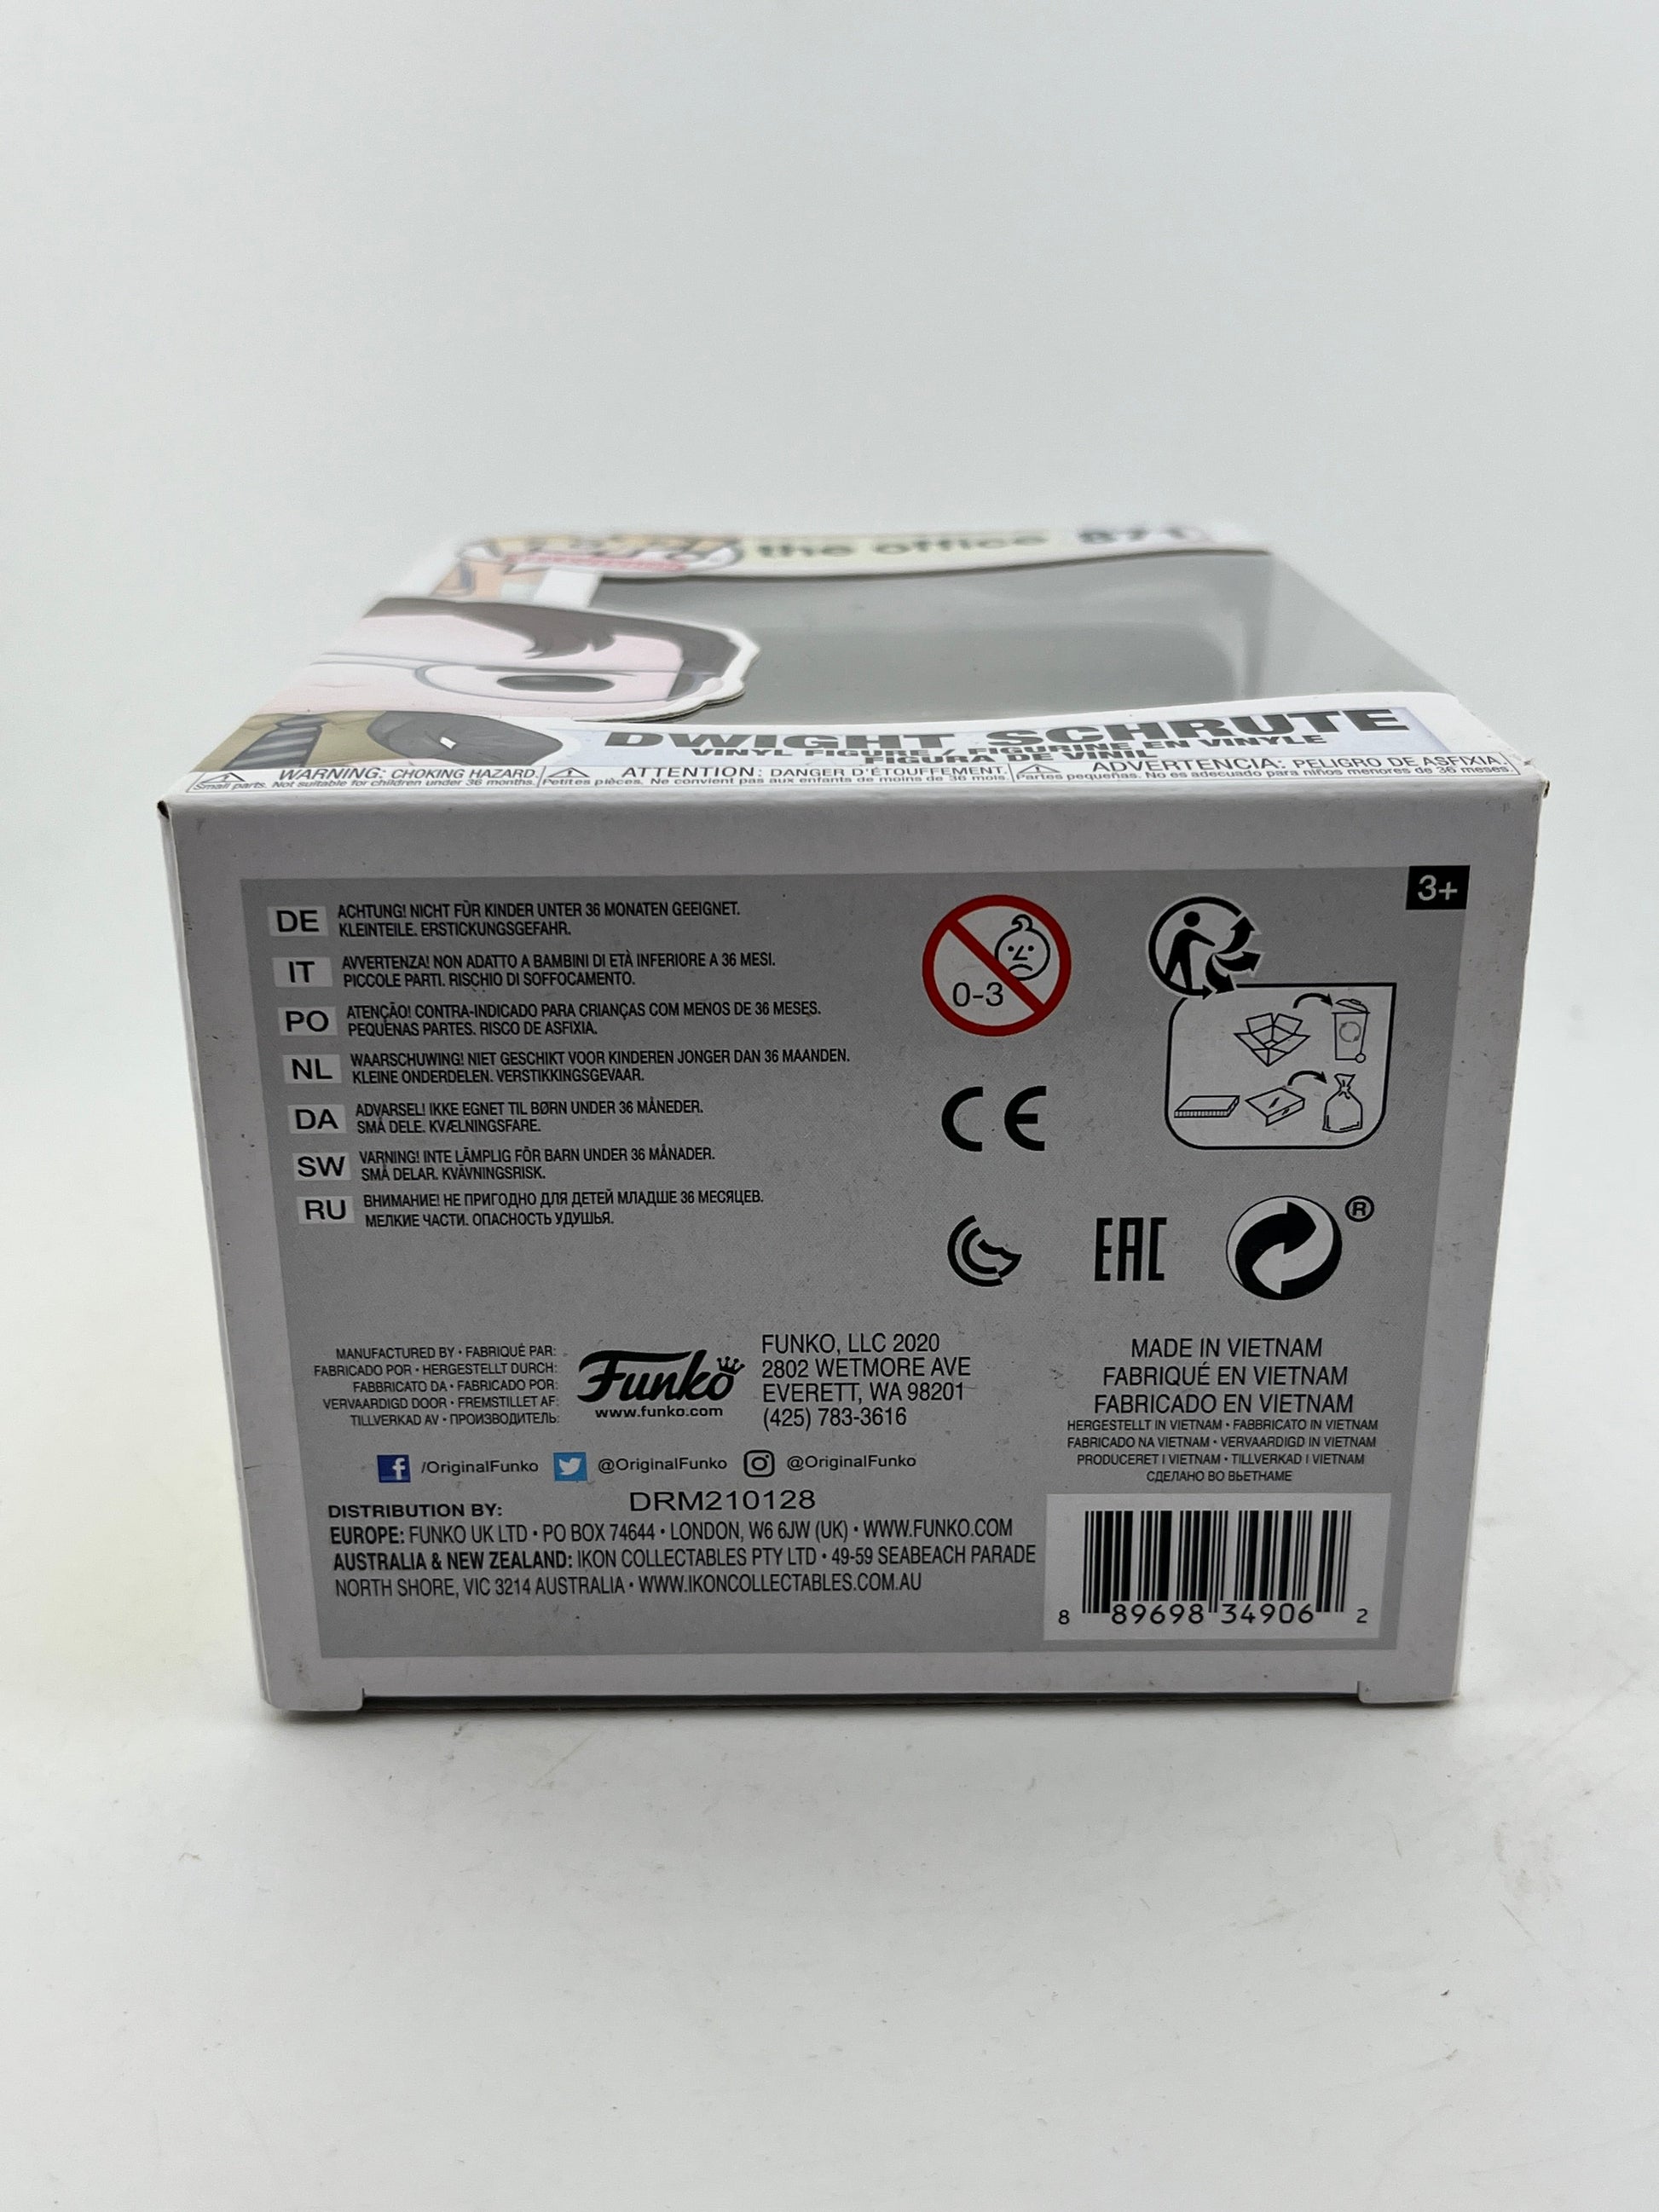 the office 871
DWIGHT SCHRUTE
VINYL FIGURE / FIGURINE EN VINYLE
FIGURA DE VINIL
WARNING: CHOKING HAZARD.
Small parts. Not suitable for children under 36 months.
ATTENTION: DANGER D'ÉTOUFFEMENT.
Petites pièces. Ne convient pas aux enfants de moins de 36 mois.
ADVERTENCIA: PELIGRO DE ASFIXIA.
Partes pequeñas. No es adecuado para niños menores de 36 meses.
3+
DE ACHTUNG! NICHT FÜR KINDER UNTER 36 MONATEN GEEIGNET.
KLEINTEILE. ERSTICKUNGSGEFAHR.
IT AVVERTENZA! NON ADATTO A BAMBINI DI ETÀ INFERIORE A 36 MESI.
PICCOLE PARTI. RISCHIO DI SOFFOCAMENTO.
PO ATENÇÃO! CONTRA-INDICADO PARA CRIANÇAS COM MENOS DE 36 MESES.
PEQUENAS PARTES. RISCO DE ASFIXIA.
NL WAARSCHUWING! NIET GESCHIKT VOOR KINDEREN JONGER DAN 36 MAANDEN.
KLEINE ONDERDELEN. VERSTIKKINGSGEVAAR.
DA ADVARSEL! IKKE EGNET TIL BØRN UNDER 36 MÅNEDER.
SMÅ DELE. KVÆLNINGSFARE.
SW VARNING! INTE LÄMPLIG FÖR BARN UNDER 36 MÅNADER.
SMÅ DELAR. KVÄVNINGSRISK.
RU ВНИМАНИЕ! НЕ ПРИГОДНО ДЛЯ ДЕТЕЙ МЛАДШЕ 36 МЕСЯЦЕВ.
МЕЛКИЕ ЧАСТИ. ОПАСНОСТЬ УДУШЬЯ.
0-3
CE
EAC
®
MANUFACTURED BY • FABRIQUÉ PAR:
FABRICADO POR • HERGESTELLT DURCH:
FABBRICATO DA • FABRICADO POR:
VERVAARDIGD DOOR • FREMSTILLET AF:
TILLVERKAD AV • ПРОИЗВОДИТЕЛЬ:
Funko
www.funko.com
FUNKO, LLC 2020
2802 WETMORE AVE
EVERETT, WA 98201
(425) 783-3616
MADE IN VIETNAM
FABRIQUÉ EN VIETNAM
FABRICADO EN VIETNAM
HERGESTELLT IN VIETNAM • FABBRICATO IN VIETNAM
FABRICADO NA VIETNAM • VERVAARDIGD IN VIETNAM
PRODUCERET I VIETNAM • TILLVERKAD I VIETNAM
СДЕЛАНО ВО ВЬЕТНАМЕ
/OriginalFunko @OriginalFunko @OriginalFunko
DRM210128
DISTRIBUTION BY:
EUROPE: FUNKO UK LTD • PO BOX 74644 • LONDON, W6 6JW (UK) • WWW.FUNKO.COM
AUSTRALIA & NEW ZEALAND: IKON COLLECTABLES PTY LTD • 49-59 SEABEACH PARADE
NORTH SHORE, VIC 3214 AUSTRALIA • WWW.IKONCOLLECTABLES.COM.AU
8 89698 34906 2